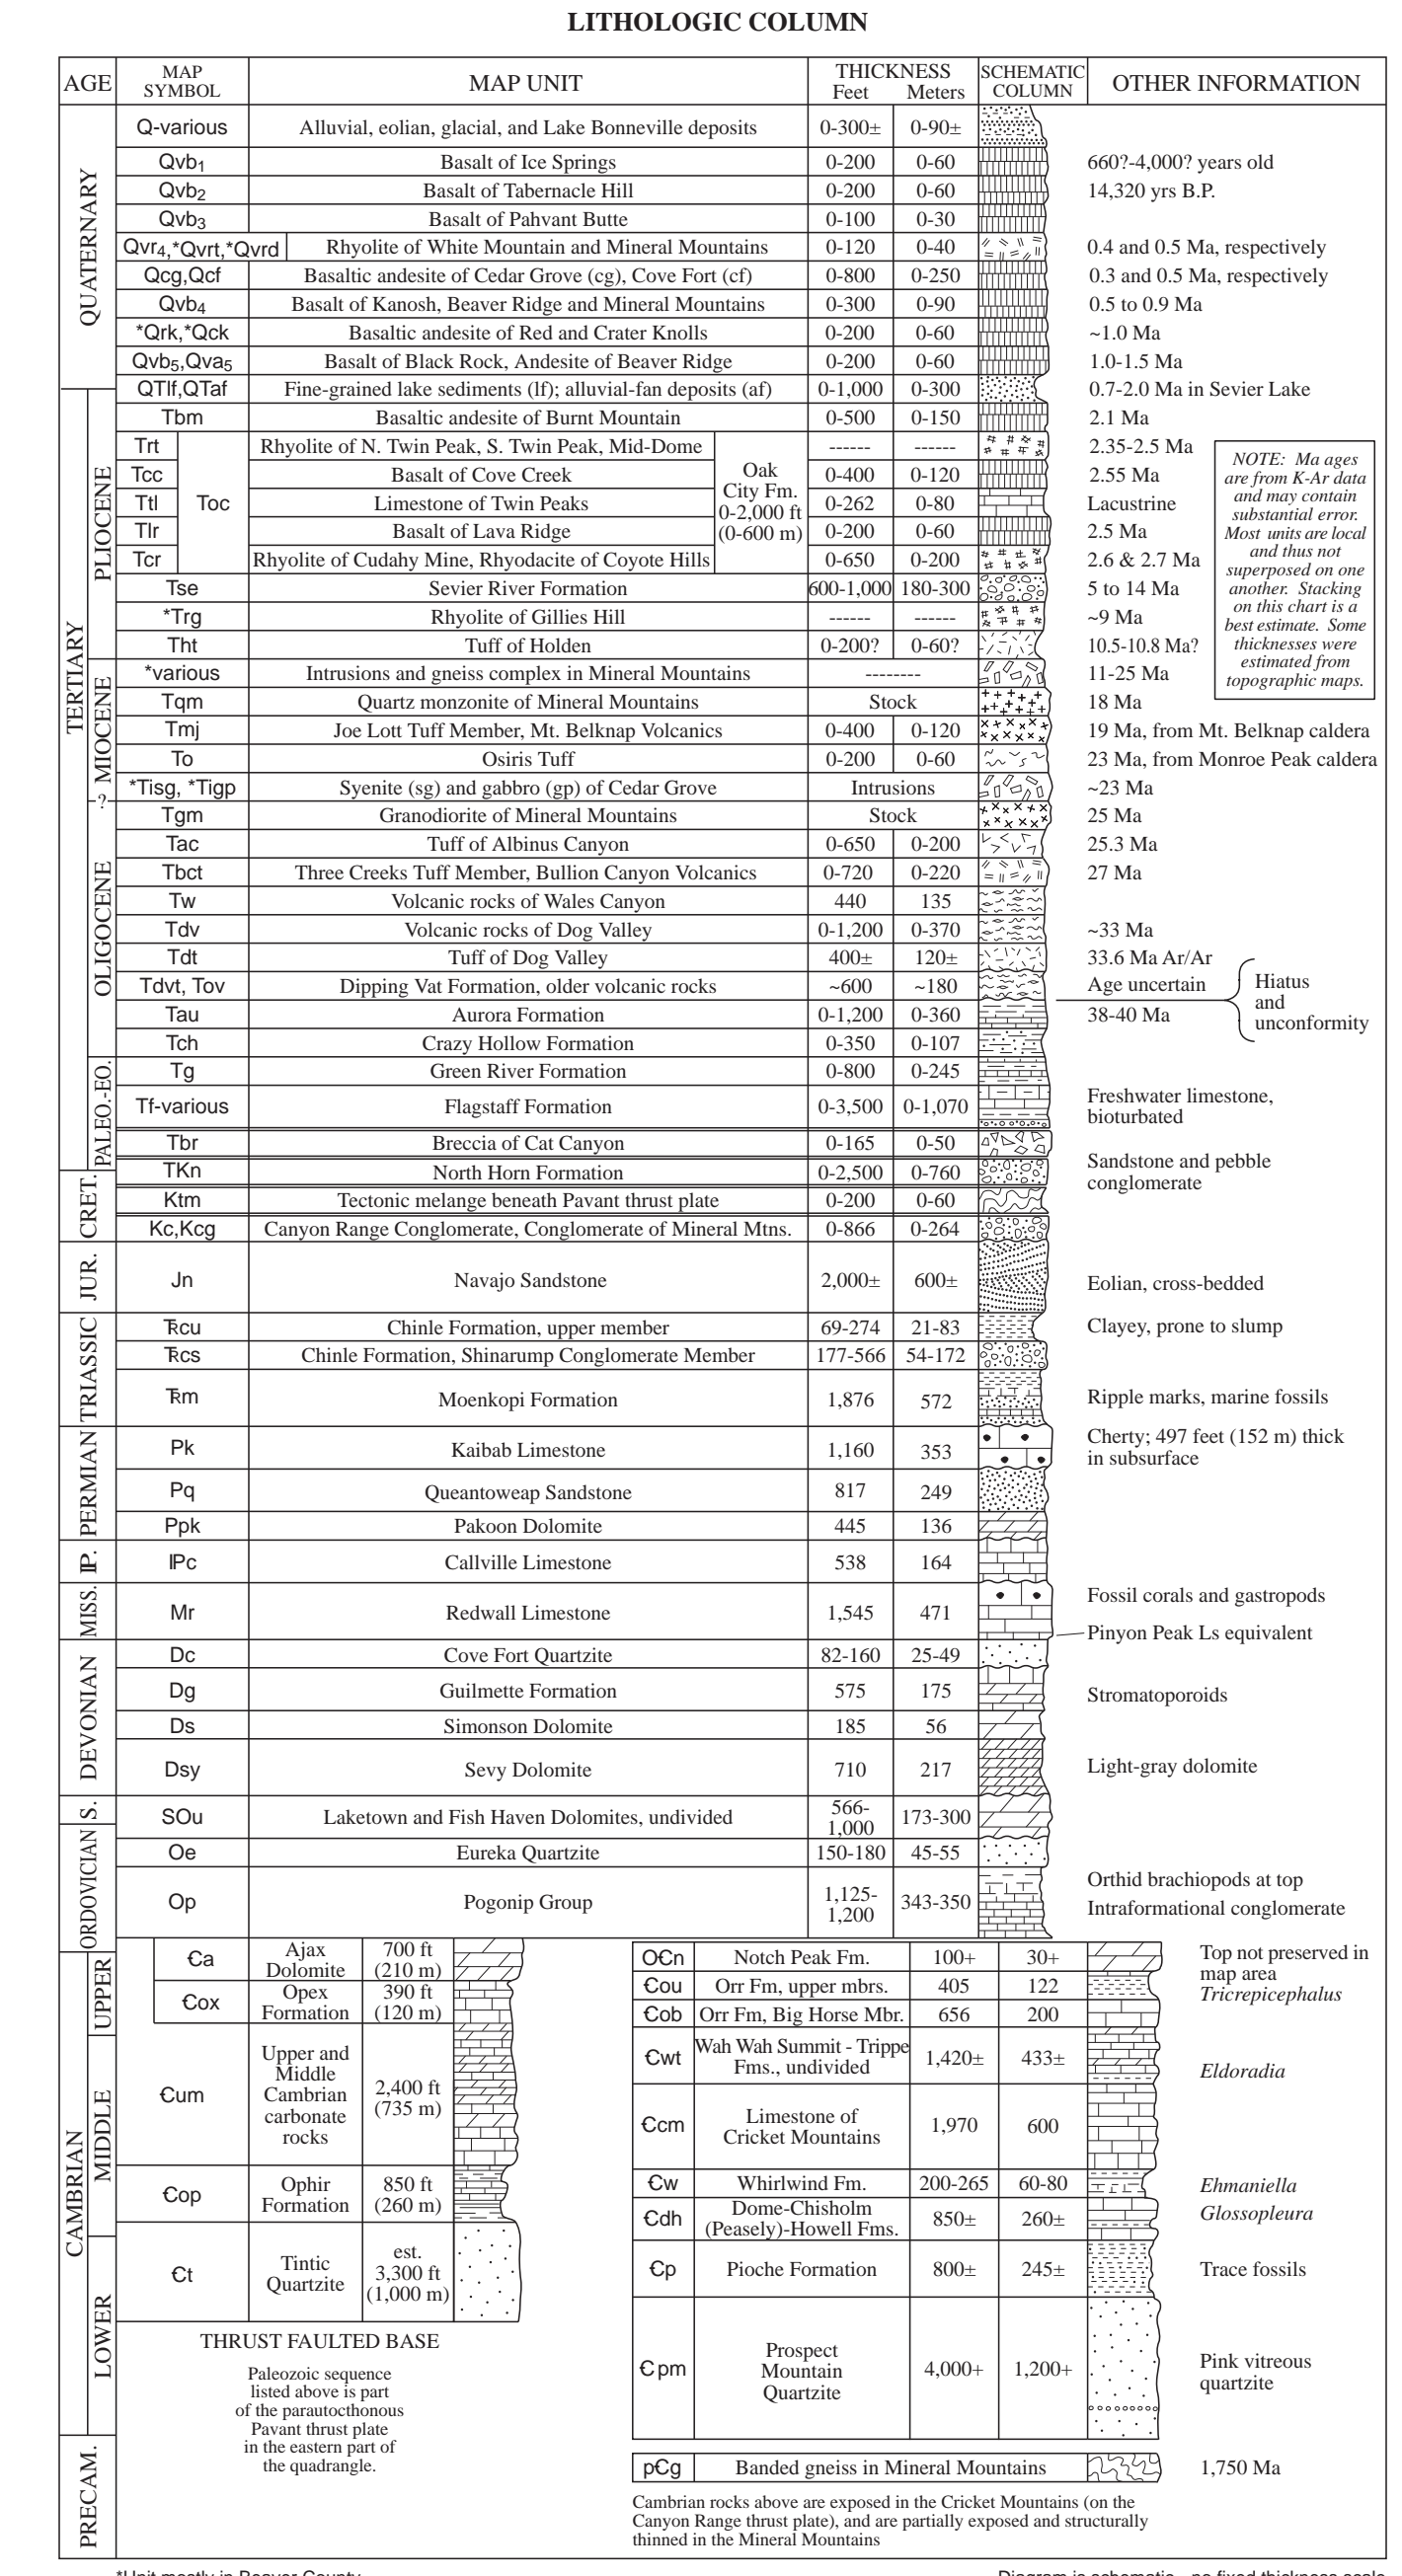 LITHOLOGIC COLUMN
AGE MAP SYMBOL MAP UNIT THICKNESS Feet Meters SCHEMATIC COLUMN OTHER INFORMATION
QUATERNARY
Q-various Alluvial, eolian, glacial, and Lake Bonneville deposits 0-300± 0-90±
Qvb1 Basalt of Ice Springs 0-200 0-60 660?-4,000? years old
Qvb2 Basalt of Tabernacle Hill 0-200 0-60 14,320 yrs B.P.
Qvb3 Basalt of Pahvant Butte 0-100 0-30
Qvr4,*Qvrt,*Qvrd Rhyolite of White Mountain and Mineral Mountains 0-120 0-40 0.4 and 0.5 Ma, respectively
Qcg,Qcf Basaltic andesite of Cedar Grove (cg), Cove Fort (cf) 0-800 0-250 0.3 and 0.5 Ma, respectively
Qvb4 Basalt of Kanosh, Beaver Ridge and Mineral Mountains 0-300 0-90 0.5 to 0.9 Ma
*Qrk,*Qck Basaltic andesite of Red and Crater Knolls 0-200 0-60 ~1.0 Ma
Qvb5,Qva5 Basalt of Black Rock, Andesite of Beaver Ridge 0-200 0-60 1.0-1.5 Ma
QTlf,QTaf Fine-grained lake sediments (lf); alluvial-fan deposits (af) 0-1,000 0-300 0.7-2.0 Ma in Sevier Lake
TERTIARY
PLIOCENE
Tbm Basaltic andesite of Burnt Mountain 0-500 0-150 2.1 Ma
Trt Rhyolite of N. Twin Peak, S. Twin Peak, Mid-Dome ------ ------ 2.35-2.5 Ma
Tcc Basalt of Cove Creek 0-400 0-120 2.55 Ma
Ttl Toc Limestone of Twin Peaks 0-262 0-80 Lacustrine
Tlr Basalt of Lava Ridge 0-200 0-60 2.5 Ma
Tcr Rhyolite of Cudahy Mine, Rhyodacite of Coyote Hills 0-650 0-200 2.6 & 2.7 Ma
Oak
City Fm.
0-2,000 ft
(0-600 m)
NOTE: Ma ages
are from K-Ar data
and may contain
substantial error.
Most units are local
and thus not
superposed on one
another. Stacking
on this chart is a
best estimate. Some
thicknesses were
estimated from
topographic maps.
Tse Sevier River Formation 600-1,000 180-300 5 to 14 Ma
*Trg Rhyolite of Gillies Hill ------ ------ ~9 Ma
Tht Tuff of Holden 0-200? 0-60? 10.5-10.8 Ma?
MIOCENE
*various Intrusions and gneiss complex in Mineral Mountains -------- 11-25 Ma
Tqm Quartz monzonite of Mineral Mountains Stock 18 Ma
Tmj Joe Lott Tuff Member, Mt. Belknap Volcanics 0-400 0-120 19 Ma, from Mt. Belknap caldera
To Osiris Tuff 0-200 0-60 23 Ma, from Monroe Peak caldera
*Tisg, *Tigp Syenite (sg) and gabbro (gp) of Cedar Grove Intrusions ~23 Ma
?
OLIGOCENE
Tgm Granodiorite of Mineral Mountains Stock 25 Ma
Tac Tuff of Albinus Canyon 0-650 0-200 25.3 Ma
Tbct Three Creeks Tuff Member, Bullion Canyon Volcanics 0-720 0-220 27 Ma
Tw Volcanic rocks of Wales Canyon 440 135
Tdv Volcanic rocks of Dog Valley 0-1,200 0-370 ~33 Ma
Tdt Tuff of Dog Valley 400± 120± 33.6 Ma Ar/Ar
Tdvt, Tov Dipping Vat Formation, older volcanic rocks ~600 ~180 Age uncertain
Tau Aurora Formation 0-1,200 0-360 38-40 Ma
Hiatus
and
unconformity
Tch Crazy Hollow Formation 0-350 0-107
PALEO.-EO.
Tg Green River Formation 0-800 0-245
Tf-various Flagstaff Formation 0-3,500 0-1,070 Freshwater limestone,
bioturbated
Tbr Breccia of Cat Canyon 0-165 0-50
TKn North Horn Formation 0-2,500 0-760 Sandstone and pebble
conglomerate
CRET.
Ktm Tectonic melange beneath Pavant thrust plate 0-200 0-60
Kc,Kcg Canyon Range Conglomerate, Conglomerate of Mineral Mtns. 0-866 0-264
JUR.
Jn Navajo Sandstone 2,000± 600± Eolian, cross-bedded
TRIASSIC
TRcu Chinle Formation, upper member 69-274 21-83 Clayey, prone to slump
TRcs Chinle Formation, Shinarump Conglomerate Member 177-566 54-172
TRm Moenkopi Formation 1,876 572 Ripple marks, marine fossils
PERMIAN
Pk Kaibab Limestone 1,160 353 Cherty; 497 feet (152 m) thick
in subsurface
Pq Queantoweap Sandstone 817 249
Ppk Pakoon Dolomite 445 136
IP.
IPc Callville Limestone 538 164
MISS.
Mr Redwall Limestone 1,545 471 Fossil corals and gastropods
Pinyon Peak Ls equivalent
DEVONIAN
Dc Cove Fort Quartzite 82-160 25-49
Dg Guilmette Formation 575 175 Stromatoporoids
Ds Simonson Dolomite 185 56
Dsy Sevy Dolomite 710 217 Light-gray dolomite
S.
SOu Laketown and Fish Haven Dolomites, undivided 566-1,000 173-300
ORDOVICIAN
Oe Eureka Quartzite 150-180 45-55
Op Pogonip Group 1,125-1,200 343-350 Orthid brachiopods at top
Intraformational conglomerate
CAMBRIAN
UPPER
Ꞓa Ajax Dolomite 700 ft (210 m)
Ꞓox Opex Formation 390 ft (120 m)
MIDDLE
Ꞓum Upper and Middle Cambrian carbonate rocks 2,400 ft (735 m)
Ꞓop Ophir Formation 850 ft (260 m)
LOWER
Ꞓt Tintic Quartzite est. 3,300 ft (1,000 m)
THRUST FAULTED BASE
Paleozoic sequence
listed above is part
of the parautocthonous
Pavant thrust plate
in the eastern part of
the quadrangle.
PRECAM.
OꞒn Notch Peak Fm. 100+ 30+ Top not preserved in
map area
Ꞓou Orr Fm, upper mbrs. 405 122 Tricrepicephalus
Ꞓob Orr Fm, Big Horse Mbr. 656 200
Ꞓwt Wah Wah Summit - Trippe Fms., undivided 1,420± 433± Eldoradia
Ꞓcm Limestone of Cricket Mountains 1,970 600
Ꞓw Whirlwind Fm. 200-265 60-80 Ehmaniella
Ꞓdh Dome-Chisholm (Peasely)-Howell Fms. 850± 260± Glossopleura
Ꞓp Pioche Formation 800± 245± Trace fossils
Ꞓpm Prospect Mountain Quartzite 4,000+ 1,200+ Pink vitreous
quartzite
pꞒg Banded gneiss in Mineral Mountains 1,750 Ma
Cambrian rocks above are exposed in the Cricket Mountains (on the
Canyon Range thrust plate), and are partially exposed and structurally
thinned in the Mineral Mountains
*Unit mostly in Beaver County Diagram is schematic - no fixed thickness scale